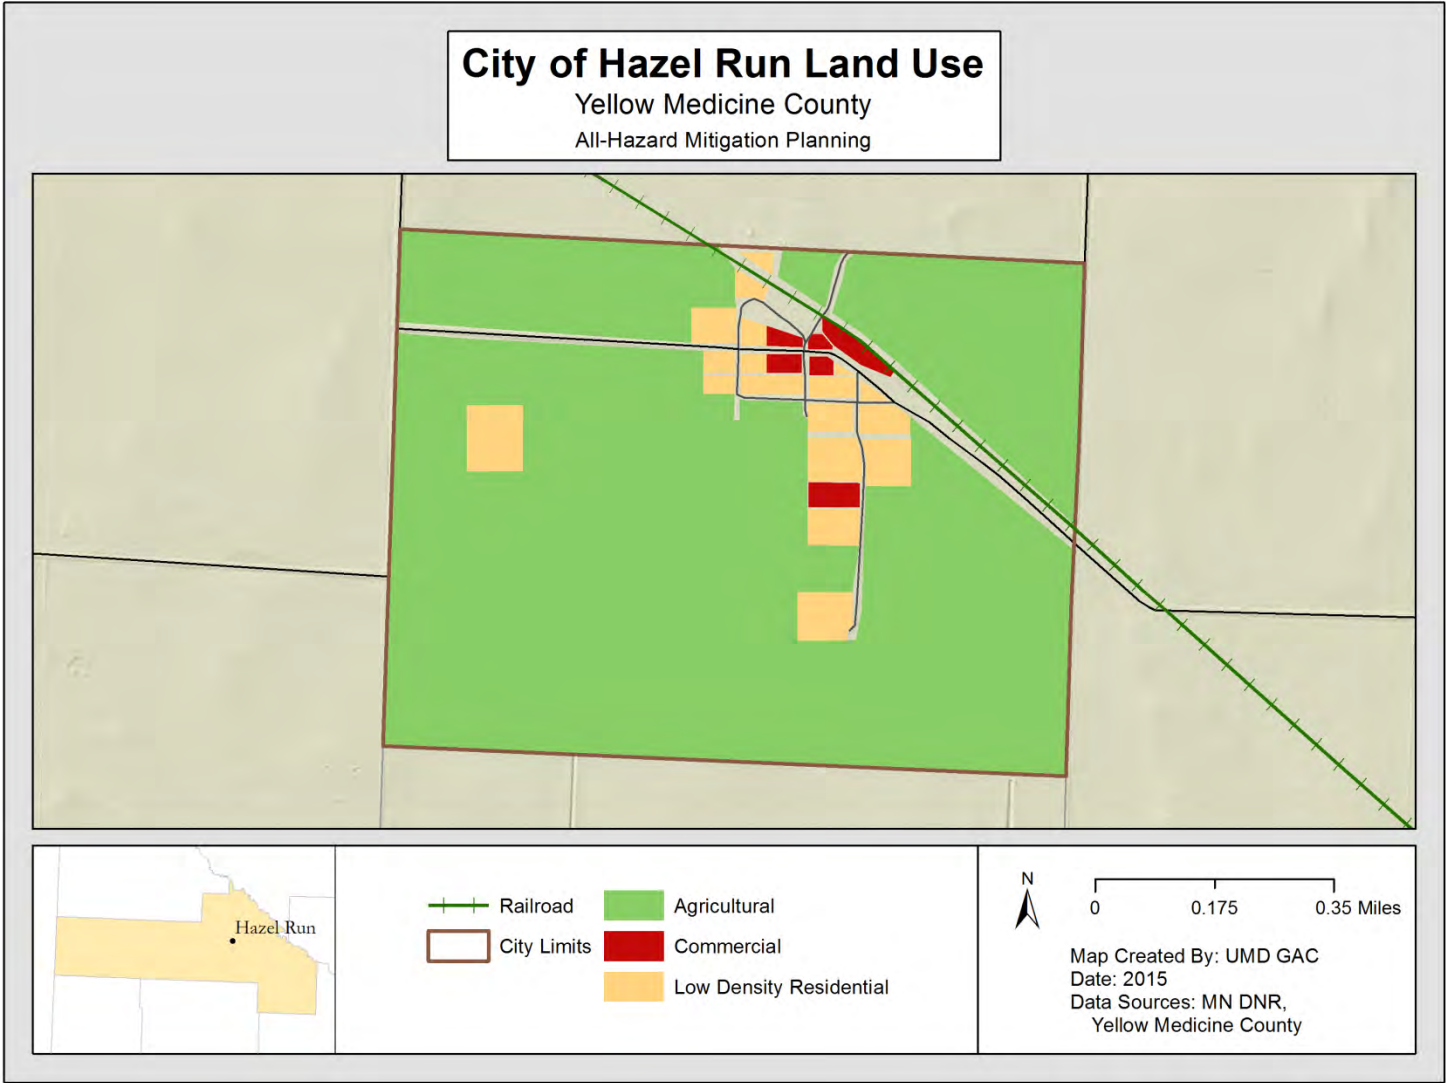 City of Hazel Run Land Use
Yellow Medicine County
All-Hazard Mitigation Planning
Hazel Run
Railroad
City Limits
Agricultural
Commercial
Low Density Residential
N
0 0.175 0.35 Miles
Map Created By: UMD GAC
Date: 2015
Data Sources: MN DNR,
Yellow Medicine County